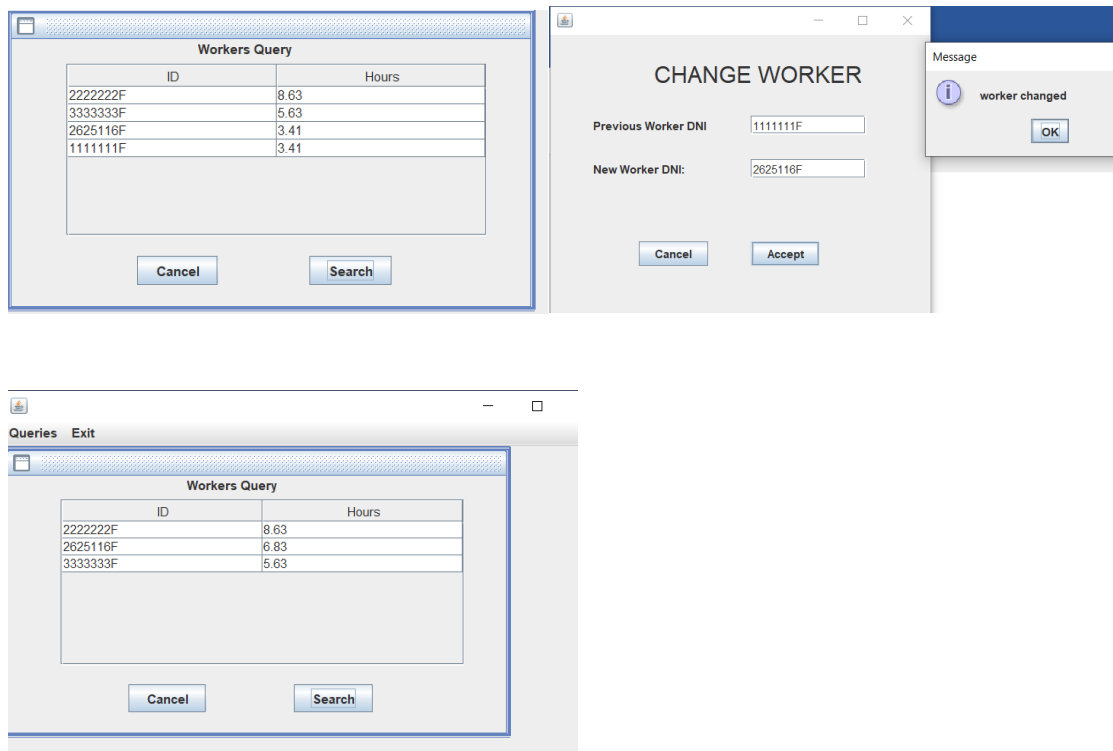 Workers Query
ID Hours
2222222F 8.63
3333333F 5.63
2625116F 3.41
1111111F 3.41
Cancel Search
CHANGE WORKER
Previous Worker DNI 1111111F
New Worker DNI: 2625116F
Cancel Accept
Message
worker changed
OK
Queries Exit
Workers Query
ID Hours
2222222F 8.63
2625116F 6.83
3333333F 5.63
Cancel Search